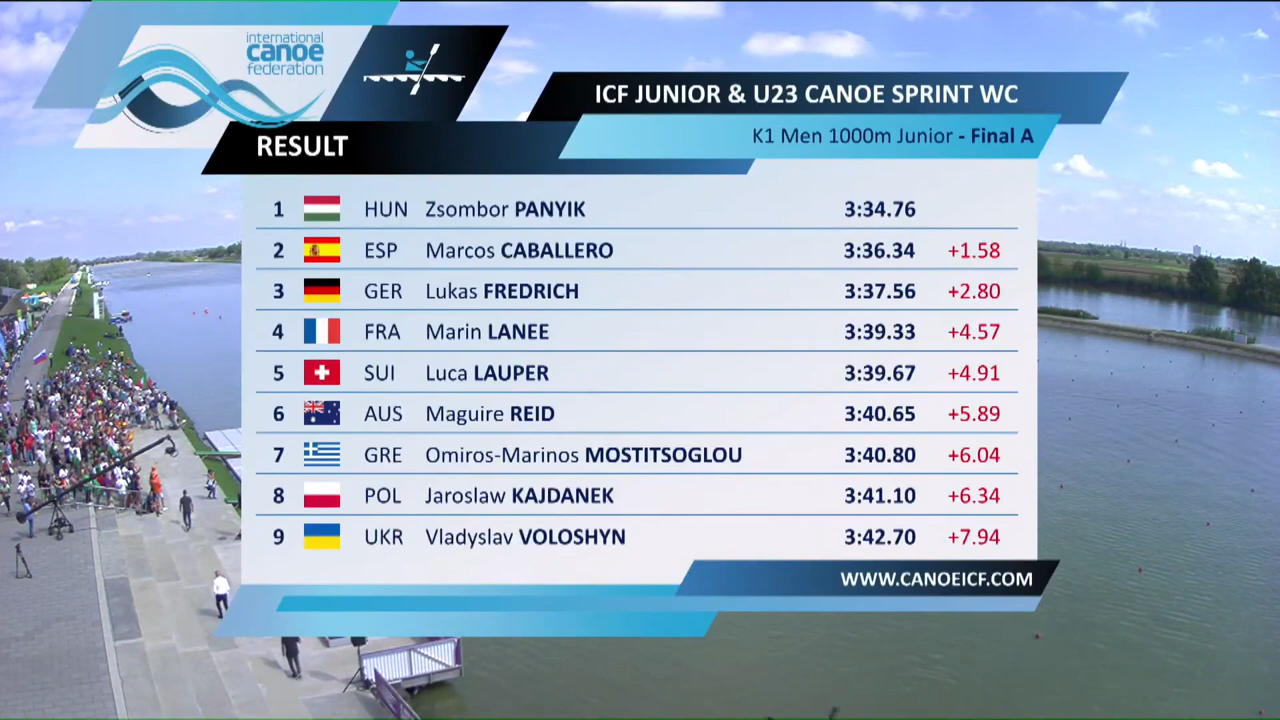 international
canoe
federation
ICF JUNIOR & U23 CANOE SPRINT WC
K1 Men 1000m Junior - Final A
RESULT
1 HUN Zsombor PANYIK 3:34.76
2 ESP Marcos CABALLERO 3:36.34 +1.58
3 GER Lukas FREDRICH 3:37.56 +2.80
4 FRA Marin LANEE 3:39.33 +4.57
5 SUI Luca LAUPER 3:39.67 +4.91
6 AUS Maguire REID 3:40.65 +5.89
7 GRE Omiros-Marinos MOSTITSOGLOU 3:40.80 +6.04
8 POL Jaroslaw KAJDANEK 3:41.10 +6.34
9 UKR Vladyslav VOLOSHYN 3:42.70 +7.94
WWW.CANOEICF.COM